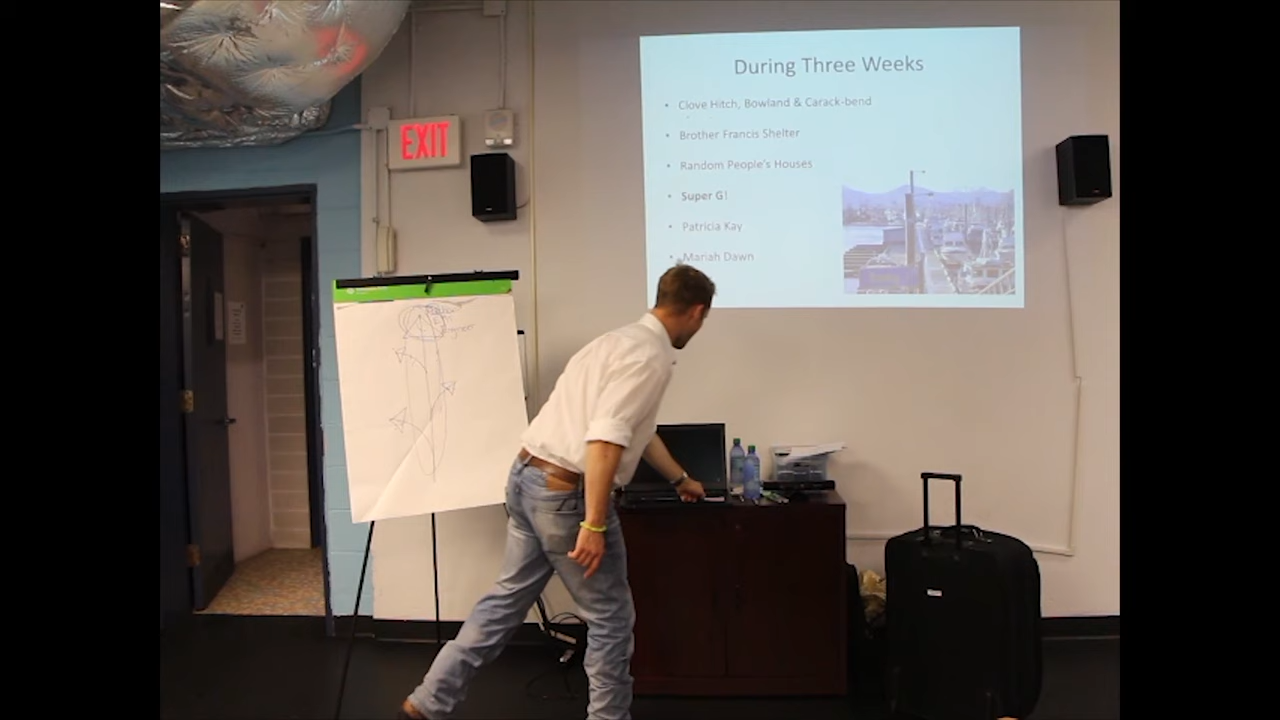 During Three Weeks
• Clove Hitch, Bowland & Carack-bend
• Brother Francis Shelter
• Random People's Houses
• Super G!
• Patricia Kay
• Mariah Dawn
EXIT